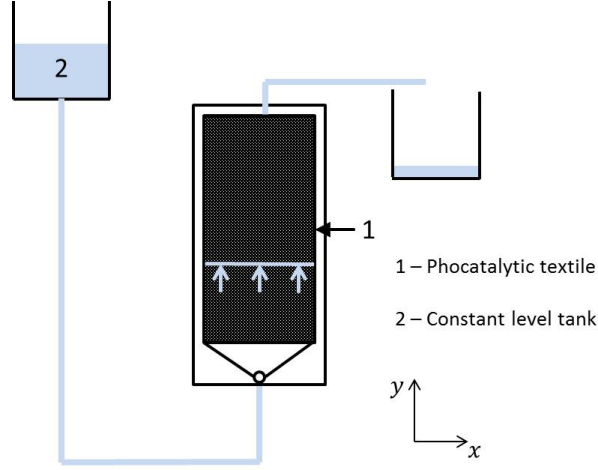 2
1
1 – Phocatalytic textile
2 – Constant level tank
y
x